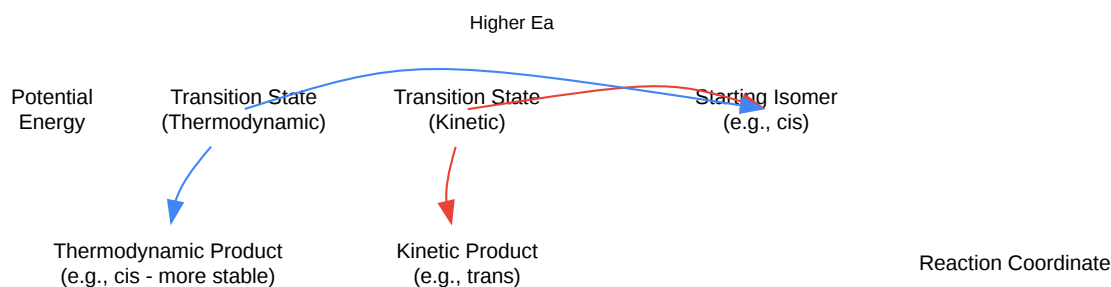 Higher Ea
Potential
Energy
Transition State
(Thermodynamic)
Transition State
(Kinetic)
Starting Isomer
(e.g., cis)
Thermodynamic Product
(e.g., cis - more stable)
Kinetic Product
(e.g., trans)
Reaction Coordinate